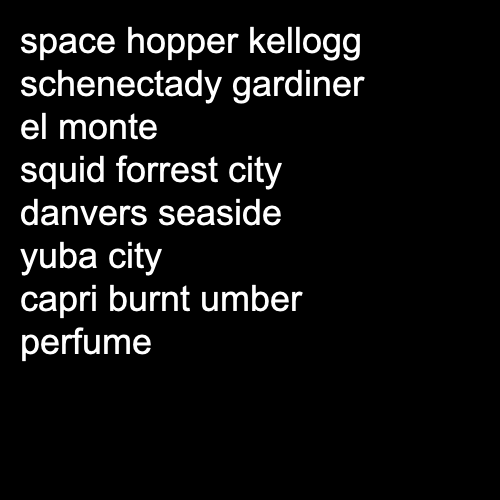 space hopper kellogg
schenectady gardiner
el monte
squid forrest city
danvers seaside
yuba city
capri burnt umber
perfume